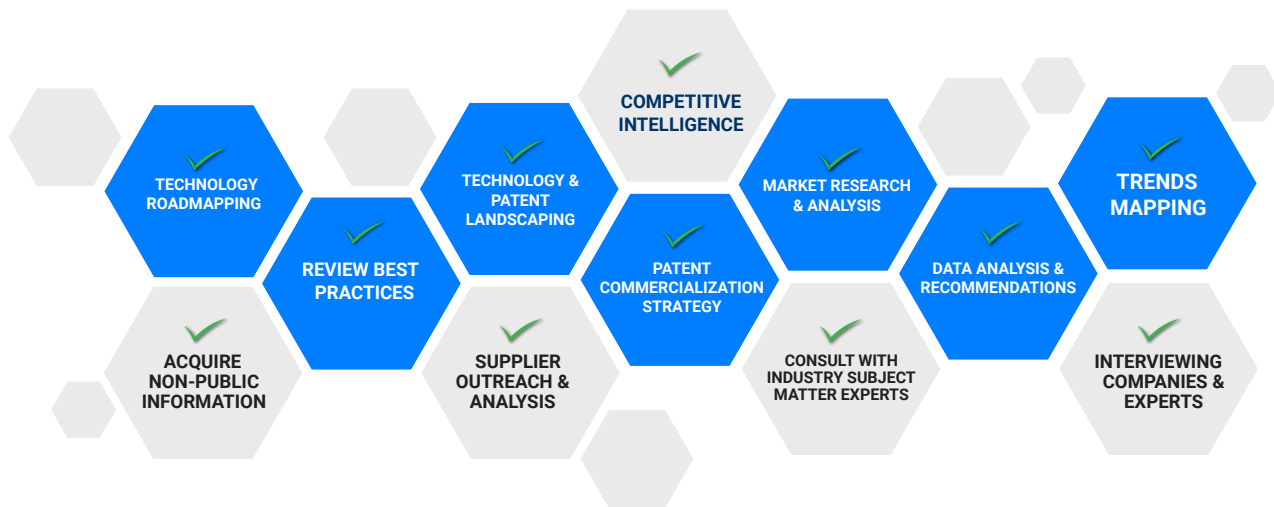 COMPETITIVE
INTELLIGENCE
TECHNOLOGY
ROADMAPPING
TECHNOLOGY &
PATENT
LANDSCAPING
MARKET RESEARCH
& ANALYSIS
TRENDS
MAPPING
REVIEW BEST
PRACTICES
PATENT
COMMERCIALIZATION
STRATEGY
DATA ANALYSIS &
RECOMMENDATIONS
ACQUIRE
NON-PUBLIC
INFORMATION
SUPPLIER
OUTREACH &
ANALYSIS
CONSULT WITH
INDUSTRY SUBJECT
MATTER EXPERTS
INTERVIEWING
COMPANIES &
EXPERTS